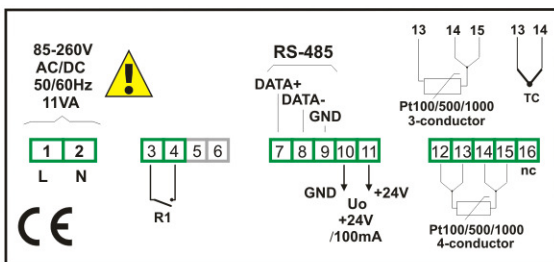 85-260V
AC/DC
50/60Hz
11VA
1 2
L N
3 4 5 6
R1
RS-485
DATA+
DATA-
GND
7 8 9 10 11
GND
Uo
+24V
/100mA
+24V
13 14 15
Pt100/500/1000
3-conductor
13 14
TC
12 13 14 15 16
nc
Pt100/500/1000
4-conductor
CE